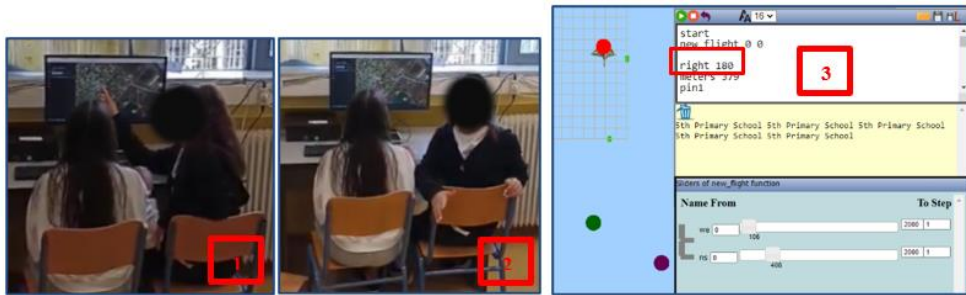 1
2
3
16
start
new flight 0 0
right 180
meters 379
pin1
5th Primary School 5th Primary School 5th Primary School
5th Primary School 5th Primary School
Sliders of new_flight function
Name From To Step
we 0 106 2080 1
ns 0 406 2080 1